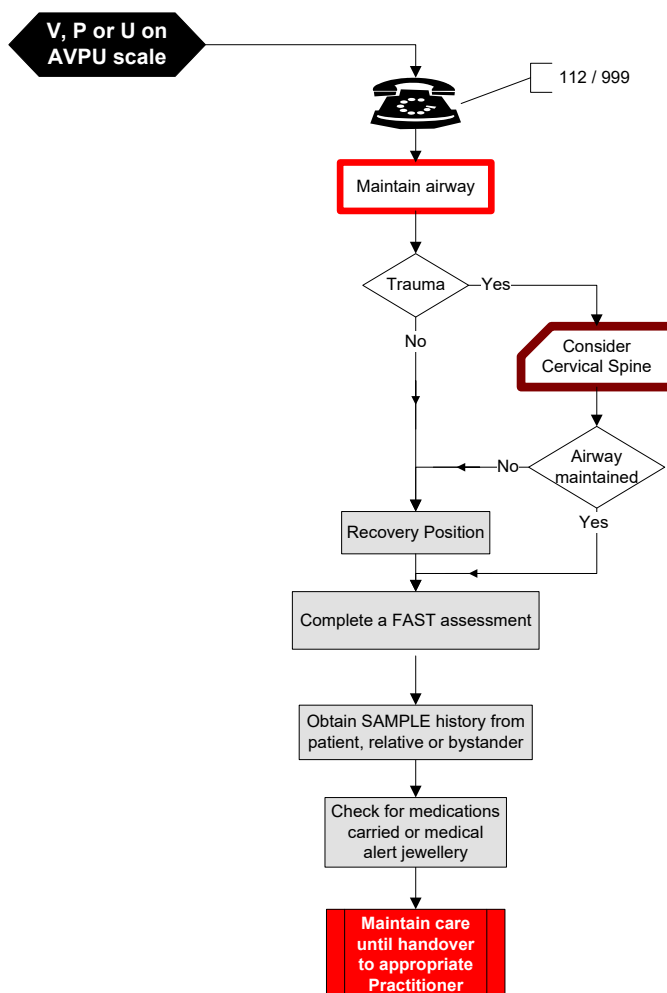 V, P or U on
AVPU scale
112 / 999
Maintain airway
Trauma
Yes
No
Consider
Cervical Spine
Airway
maintained
No
Yes
Recovery Position
Complete a FAST assessment
Obtain SAMPLE history from
patient, relative or bystander
Check for medications
carried or medical
alert jewellery
Maintain care
until handover
to appropriate
Practitioner